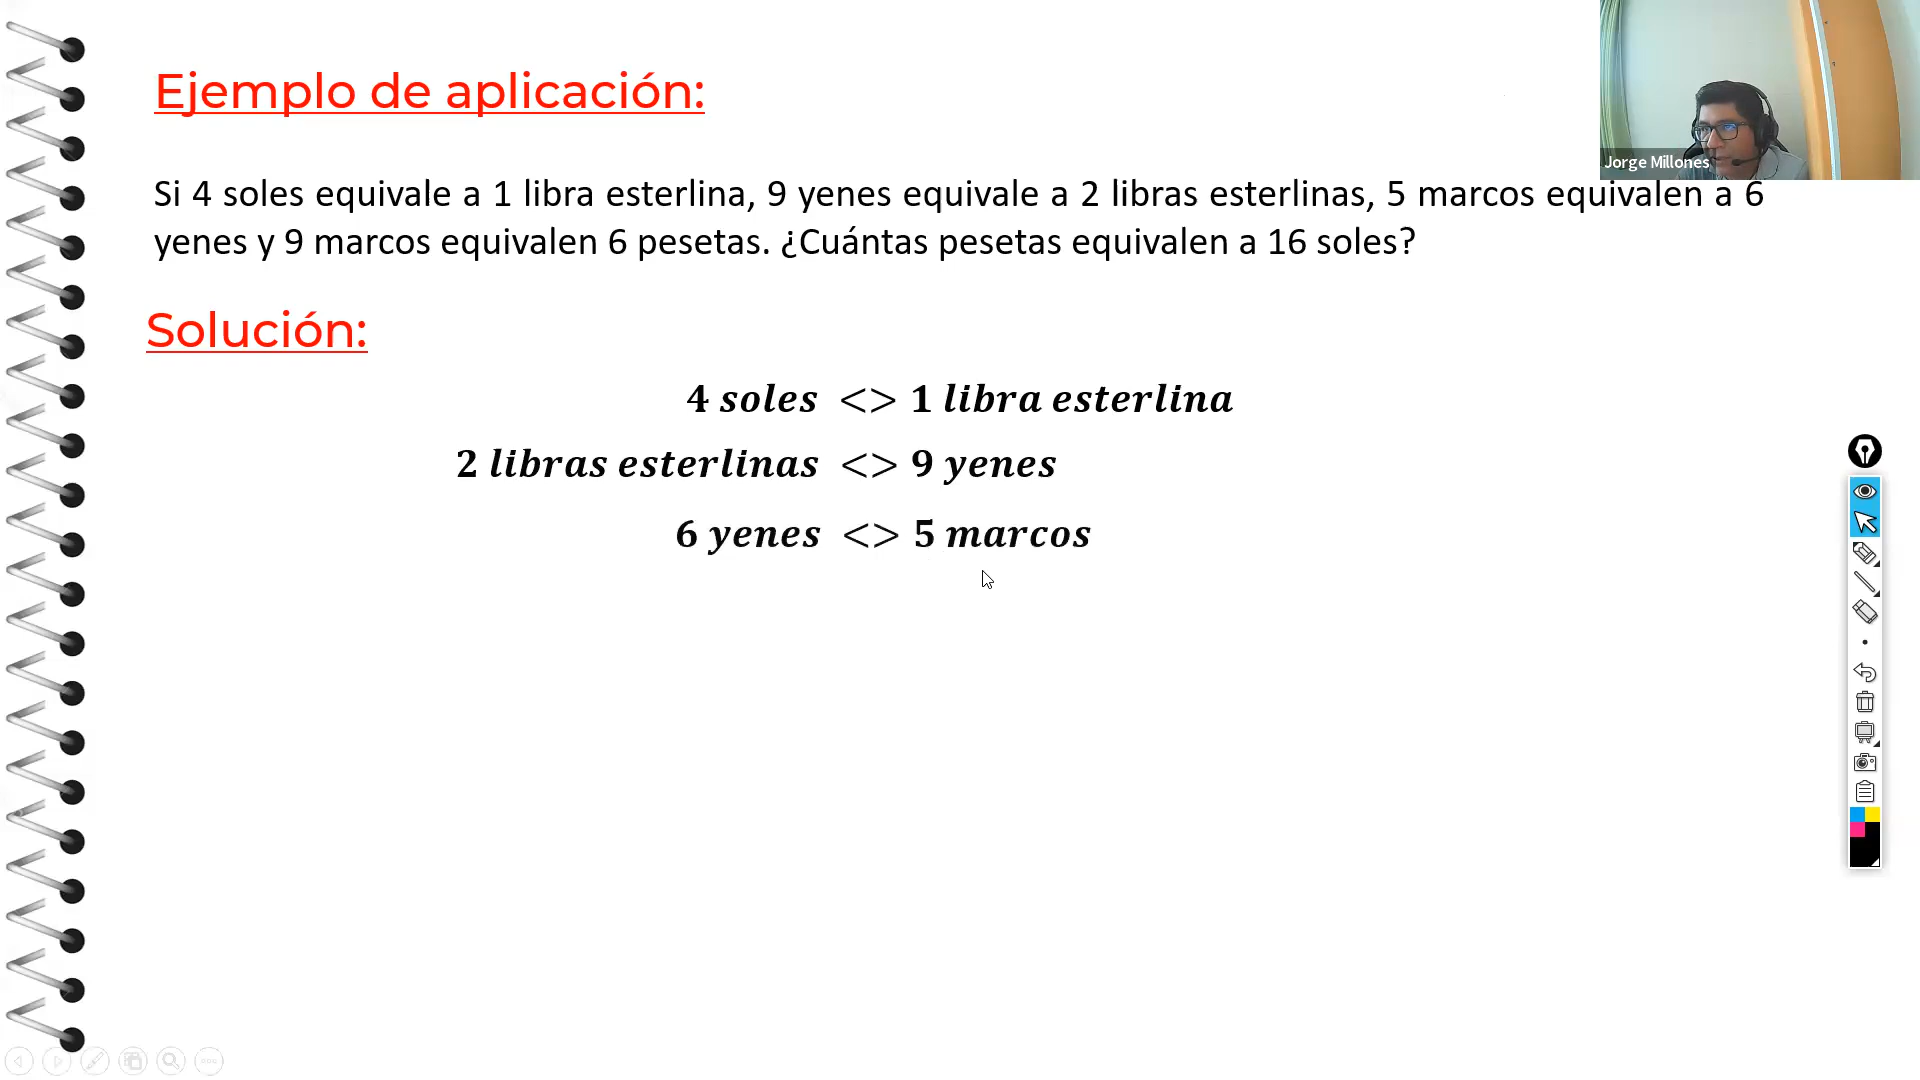 Ejemplo de aplicación:
Jorge Millones
Si 4 soles equivale a 1 libra esterlina, 9 yenes equivale a 2 libras esterlinas, 5 marcos equivalen a 6
yenes y 9 marcos equivalen 6 pesetas. ¿Cuántas pesetas equivalen a 16 soles?
Solución:
4 soles <> 1 libra esterlina
2 libras esterlinas <> 9 yenes
6 yenes <> 5 marcos